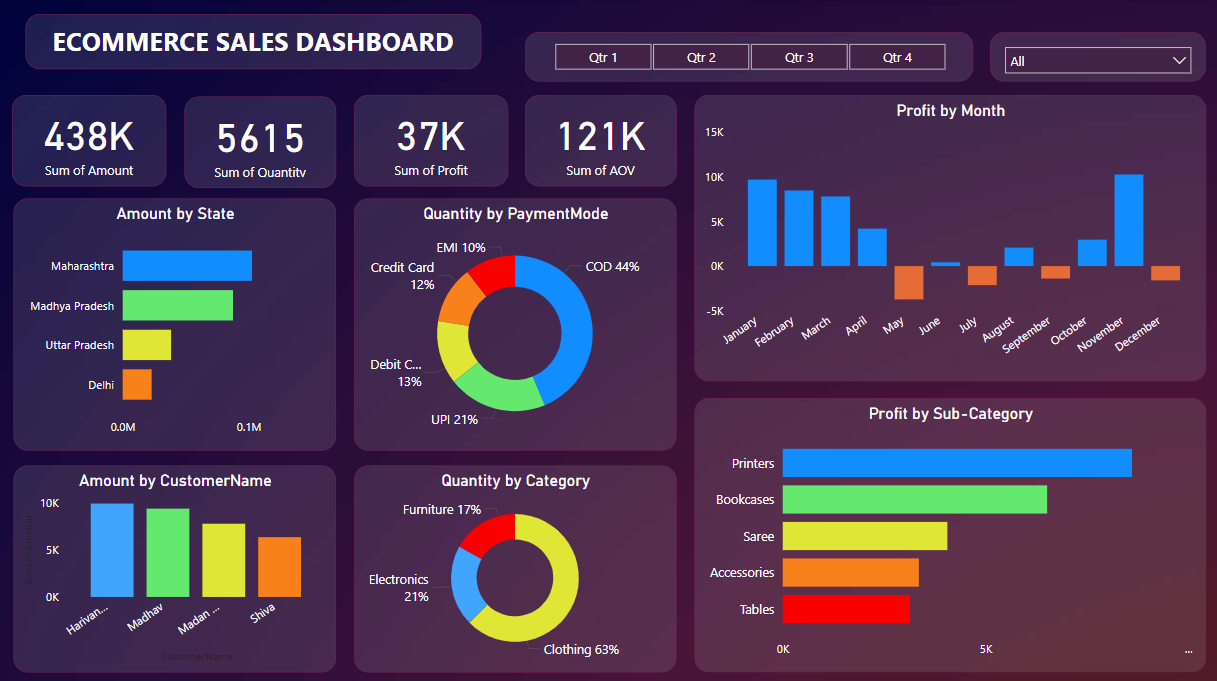 ECOMMERCE SALES DASHBOARD
Qtr 1
Qtr 2
Qtr 3
Qtr 4
All
438K
Sum of Amount
5615
Sum of Quantity
37K
Sum of Profit
121K
Sum of AOV
Profit by Month
15K
10K
5K
0K
-5K
January
February
March
April
May
June
July
August
September
October
November
December
Amount by State
Maharashtra
Madhya Pradesh
Uttar Pradesh
Delhi
0.0M
0.1M
Quantity by PaymentMode
EMI 10%
COD 44%
Credit Card
12%
Debit C...
13%
UPI 21%
Profit by Sub-Category
Printers
Bookcases
Saree
Accessories
Tables
0K
5K
...
Amount by CustomerName
Sum of Amount
10K
5K
0K
Harivan...
Madhav
Madan ...
Shiva
CustomerName
Quantity by Category
Furniture 17%
Electronics
21%
Clothing 63%